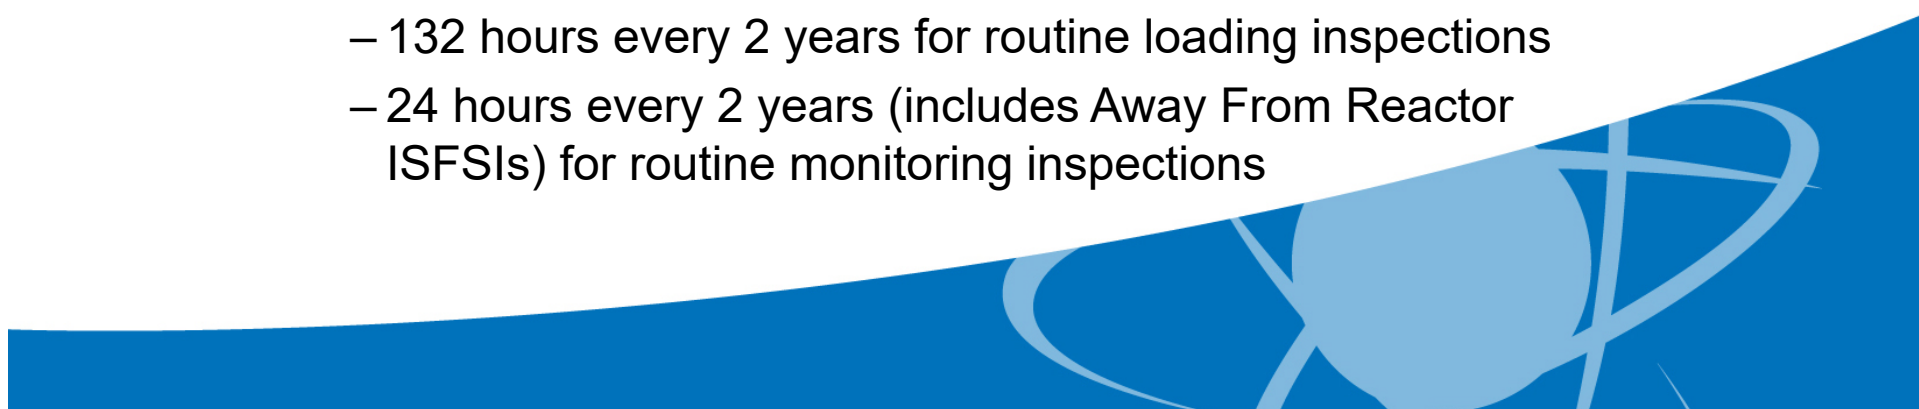 – 132 hours every 2 years for routine loading inspections
– 24 hours every 2 years (includes Away From Reactor
ISFSIs) for routine monitoring inspections